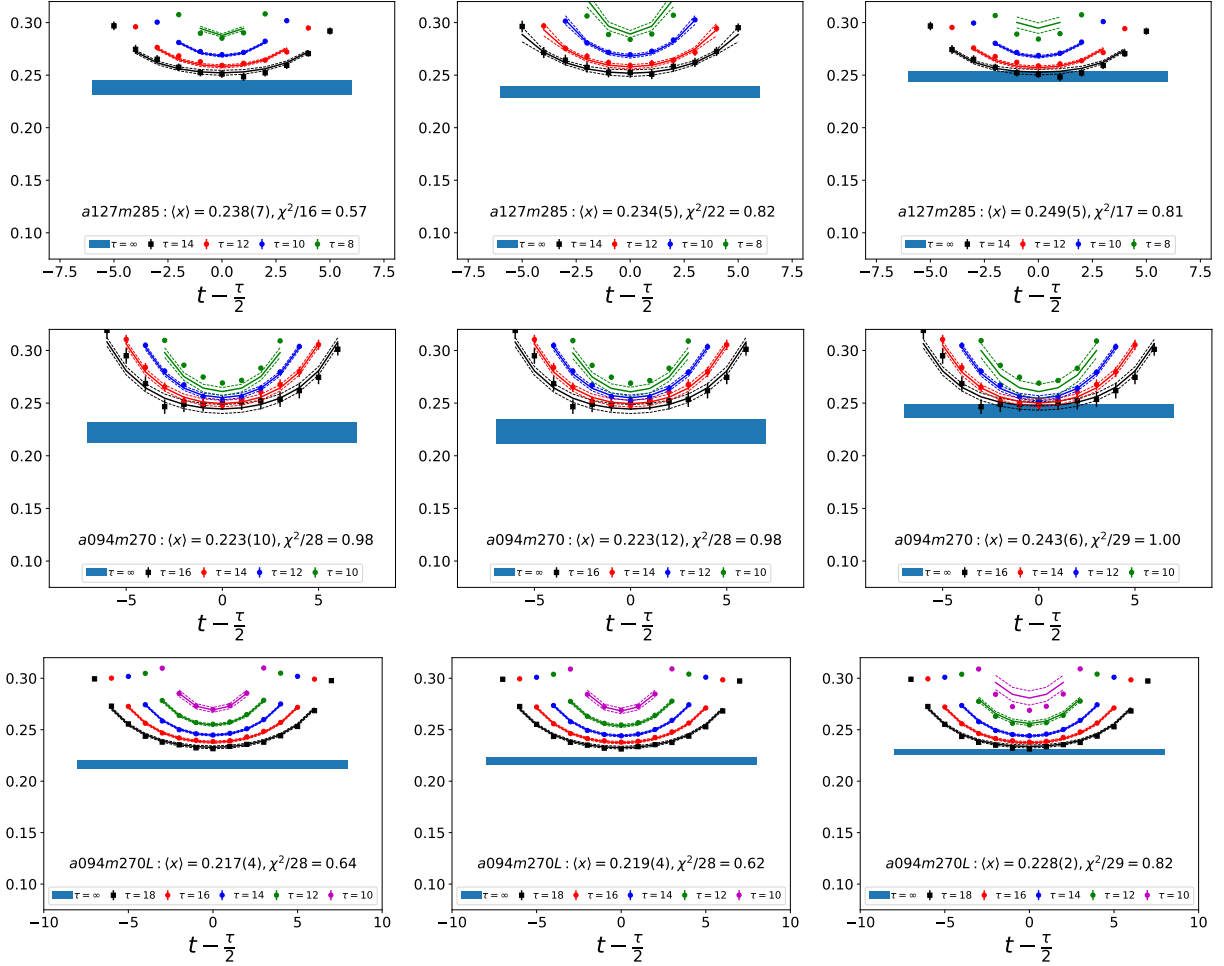 0.30
0.25
0.20
0.15
0.10
a127m285 : ⟨x⟩ = 0.238(7), χ²/16 = 0.57
τ = ∞ τ = 14 τ = 12 τ = 10 τ = 8
−7.5 −5.0 −2.5 0.0 2.5 5.0 7.5
t − τ/2
0.30
0.25
0.20
0.15
0.10
a127m285 : ⟨x⟩ = 0.234(5), χ²/22 = 0.82
τ = ∞ τ = 14 τ = 12 τ = 10 τ = 8
−7.5 −5.0 −2.5 0.0 2.5 5.0 7.5
t − τ/2
0.30
0.25
0.20
0.15
0.10
a127m285 : ⟨x⟩ = 0.249(5), χ²/17 = 0.81
τ = ∞ τ = 14 τ = 12 τ = 10 τ = 8
−7.5 −5.0 −2.5 0.0 2.5 5.0 7.5
t − τ/2
0.30
0.25
0.20
0.15
0.10
a094m270 : ⟨x⟩ = 0.223(10), χ²/28 = 0.98
τ = ∞ τ = 16 τ = 14 τ = 12 τ = 10
−5 0 5
t − τ/2
0.30
0.25
0.20
0.15
0.10
a094m270 : ⟨x⟩ = 0.223(12), χ²/28 = 0.98
τ = ∞ τ = 16 τ = 14 τ = 12 τ = 10
−5 0 5
t − τ/2
0.30
0.25
0.20
0.15
0.10
a094m270 : ⟨x⟩ = 0.243(6), χ²/29 = 1.00
τ = ∞ τ = 16 τ = 14 τ = 12 τ = 10
−5 0 5
t − τ/2
0.30
0.25
0.20
0.15
0.10
a094m270L : ⟨x⟩ = 0.217(4), χ²/28 = 0.64
τ = ∞ τ = 18 τ = 16 τ = 14 τ = 12 τ = 10
−10 −5 0 5 10
t − τ/2
0.30
0.25
0.20
0.15
0.10
a094m270L : ⟨x⟩ = 0.219(4), χ²/28 = 0.62
τ = ∞ τ = 18 τ = 16 τ = 14 τ = 12 τ = 10
−10 −5 0 5 10
t − τ/2
0.30
0.25
0.20
0.15
0.10
a094m270L : ⟨x⟩ = 0.228(2), χ²/29 = 0.82
τ = ∞ τ = 18 τ = 16 τ = 14 τ = 12 τ = 10
−10 −5 0 5 10
t − τ/2